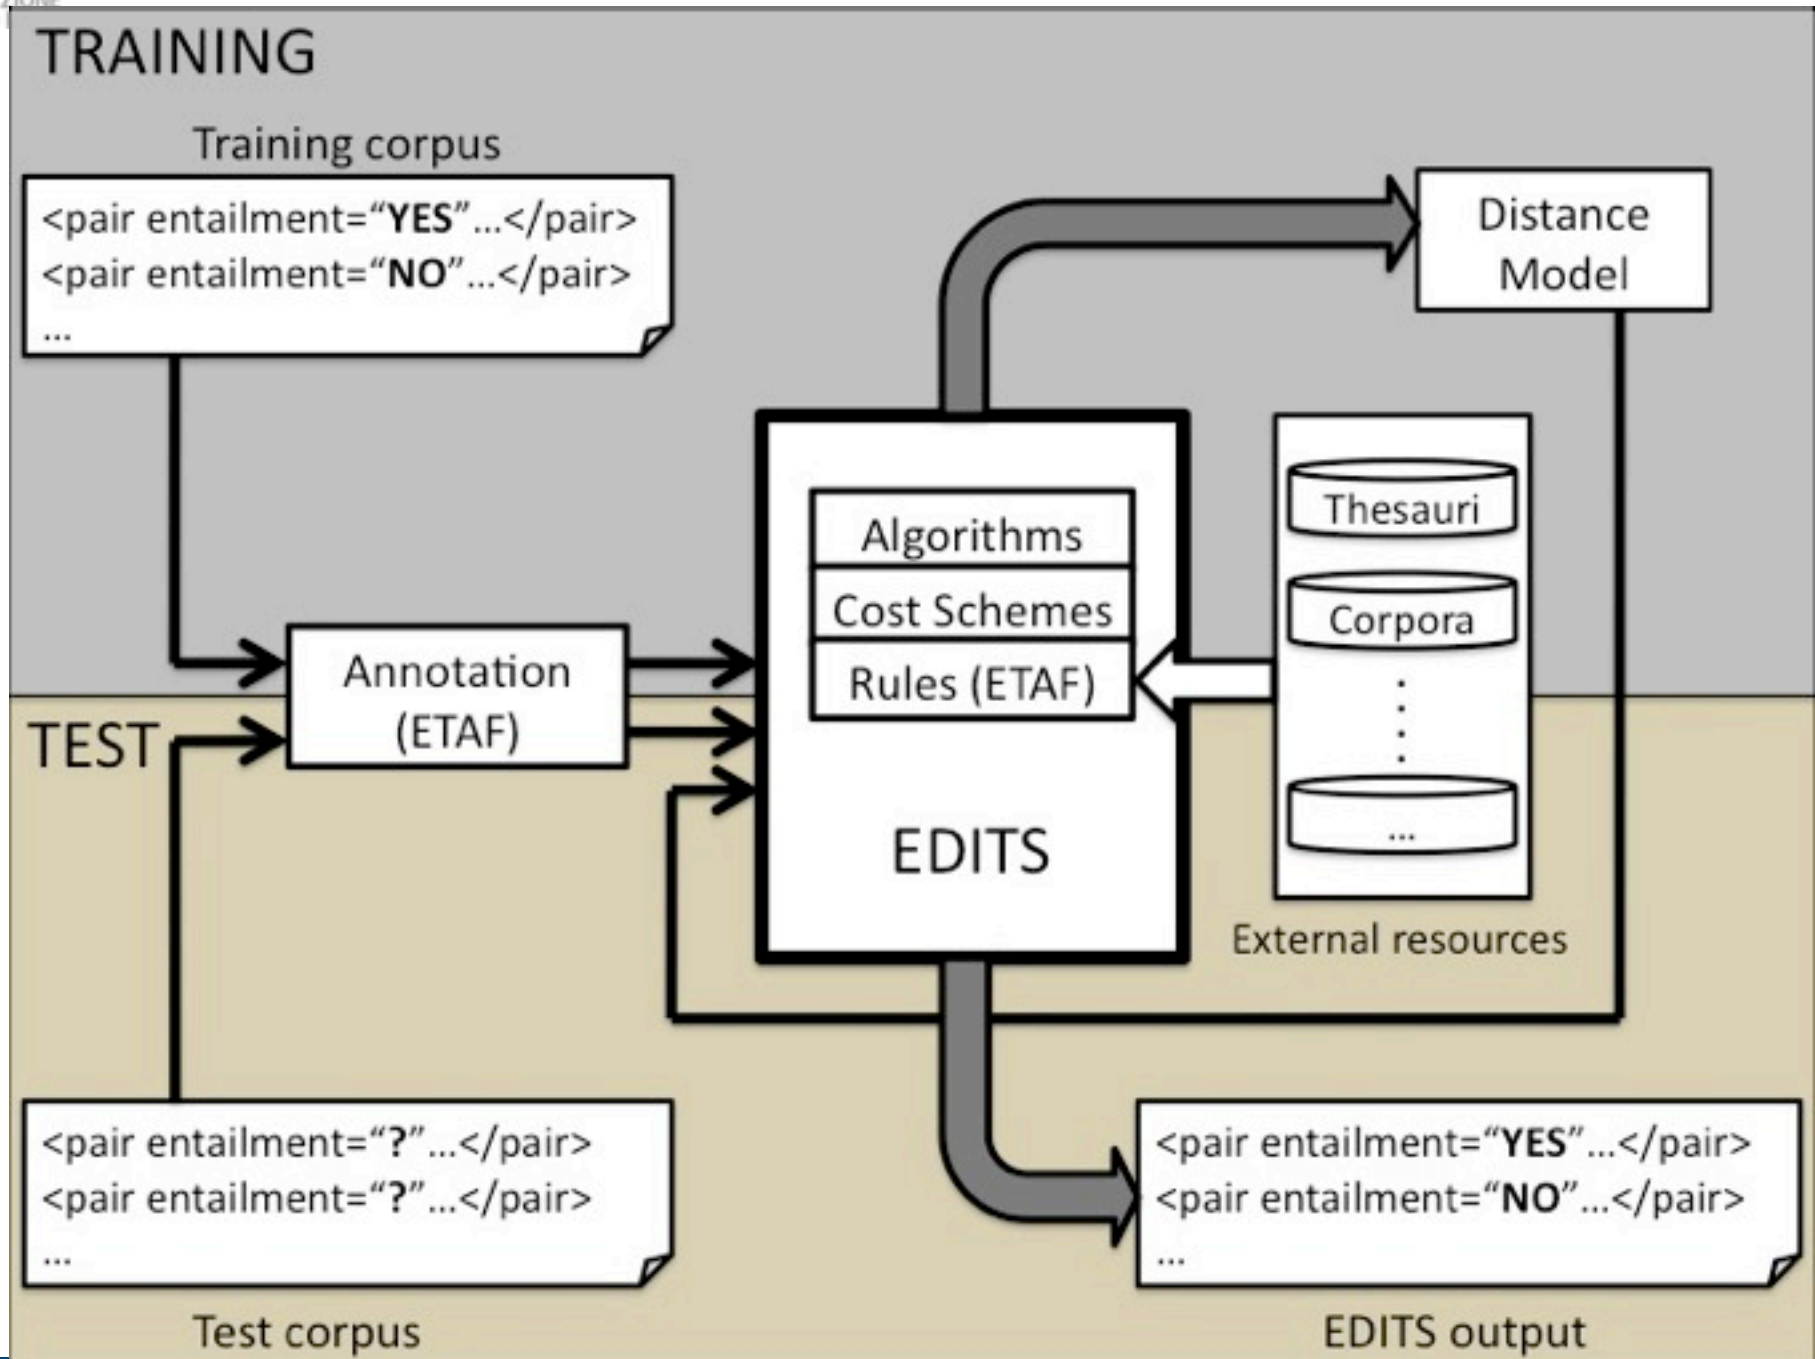 ZIONE
TRAINING
Training corpus
<pair entailment=“YES”...</pair>
<pair entailment=“NO”...</pair>
...
Distance
Model
Algorithms
Cost Schemes
Rules (ETAF)
EDITS
Thesauri
Corpora
...
External resources
Annotation
(ETAF)
TEST
<pair entailment=“?”...</pair>
<pair entailment=“?”...</pair>
...
Test corpus
<pair entailment=“YES”...</pair>
<pair entailment=“NO”...</pair>
...
EDITS output